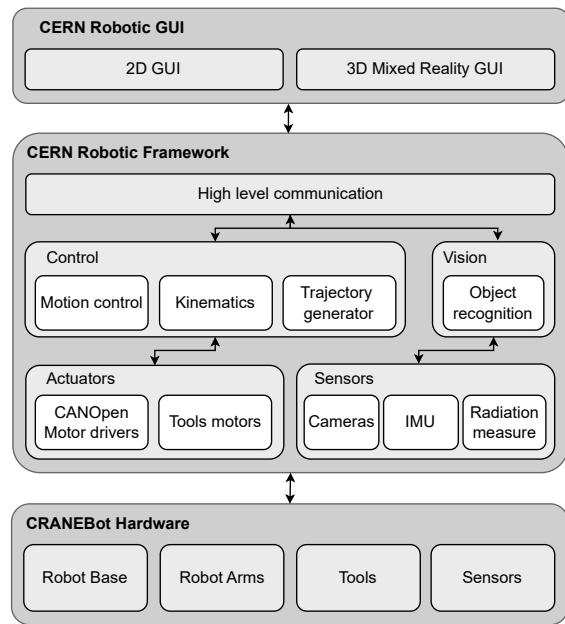 CERN Robotic GUI
2D GUI
3D Mixed Reality GUI
CERN Robotic Framework
High level communication
Control
Vision
Motion control
Kinematics
Trajectory
generator
Object
recognition
Actuators
Sensors
CANOpen
Motor drivers
Tools motors
Cameras
IMU
Radiation
measure
CRANEBot Hardware
Robot Base
Robot Arms
Tools
Sensors